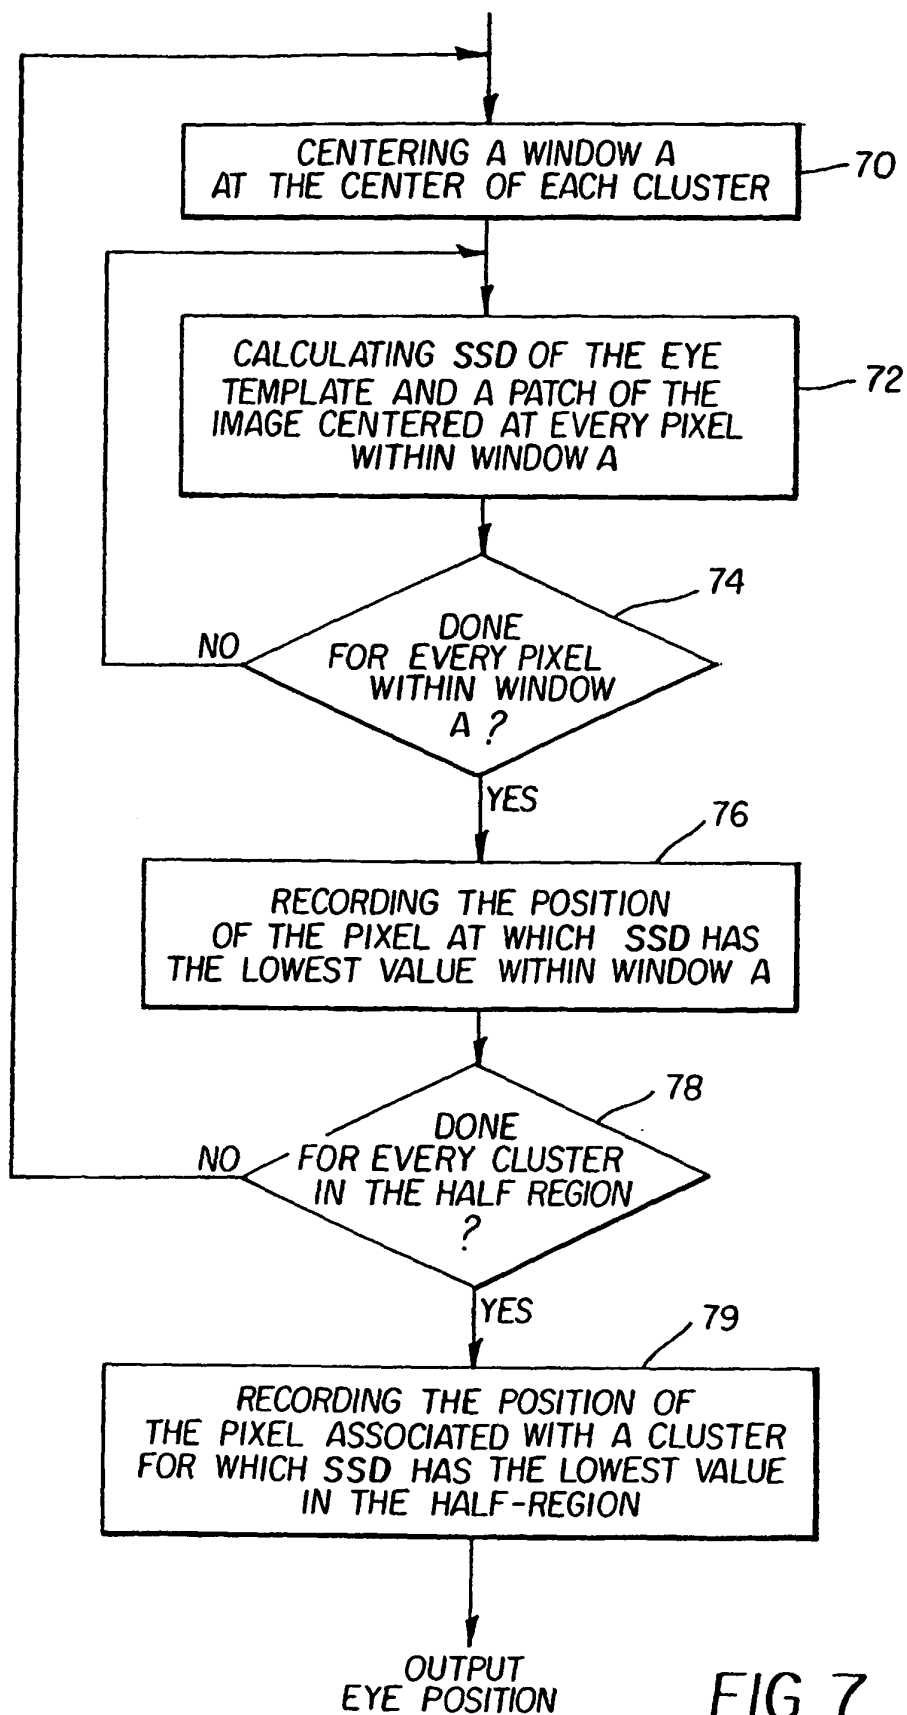 CENTERING A WINDOW A
AT THE CENTER OF EACH CLUSTER
70
CALCULATING SSD OF THE EYE
TEMPLATE AND A PATCH OF THE
IMAGE CENTERED AT EVERY PIXEL
WITHIN WINDOW A
72
74
DONE
FOR EVERY PIXEL
WITHIN WINDOW
A ?
NO
YES
76
RECORDING THE POSITION
OF THE PIXEL AT WHICH SSD HAS
THE LOWEST VALUE WITHIN WINDOW A
78
DONE
FOR EVERY CLUSTER
IN THE HALF REGION
?
NO
YES
79
RECORDING THE POSITION OF
THE PIXEL ASSOCIATED WITH A CLUSTER
FOR WHICH SSD HAS THE LOWEST VALUE
IN THE HALF-REGION
OUTPUT
EYE POSITION
FIG 7